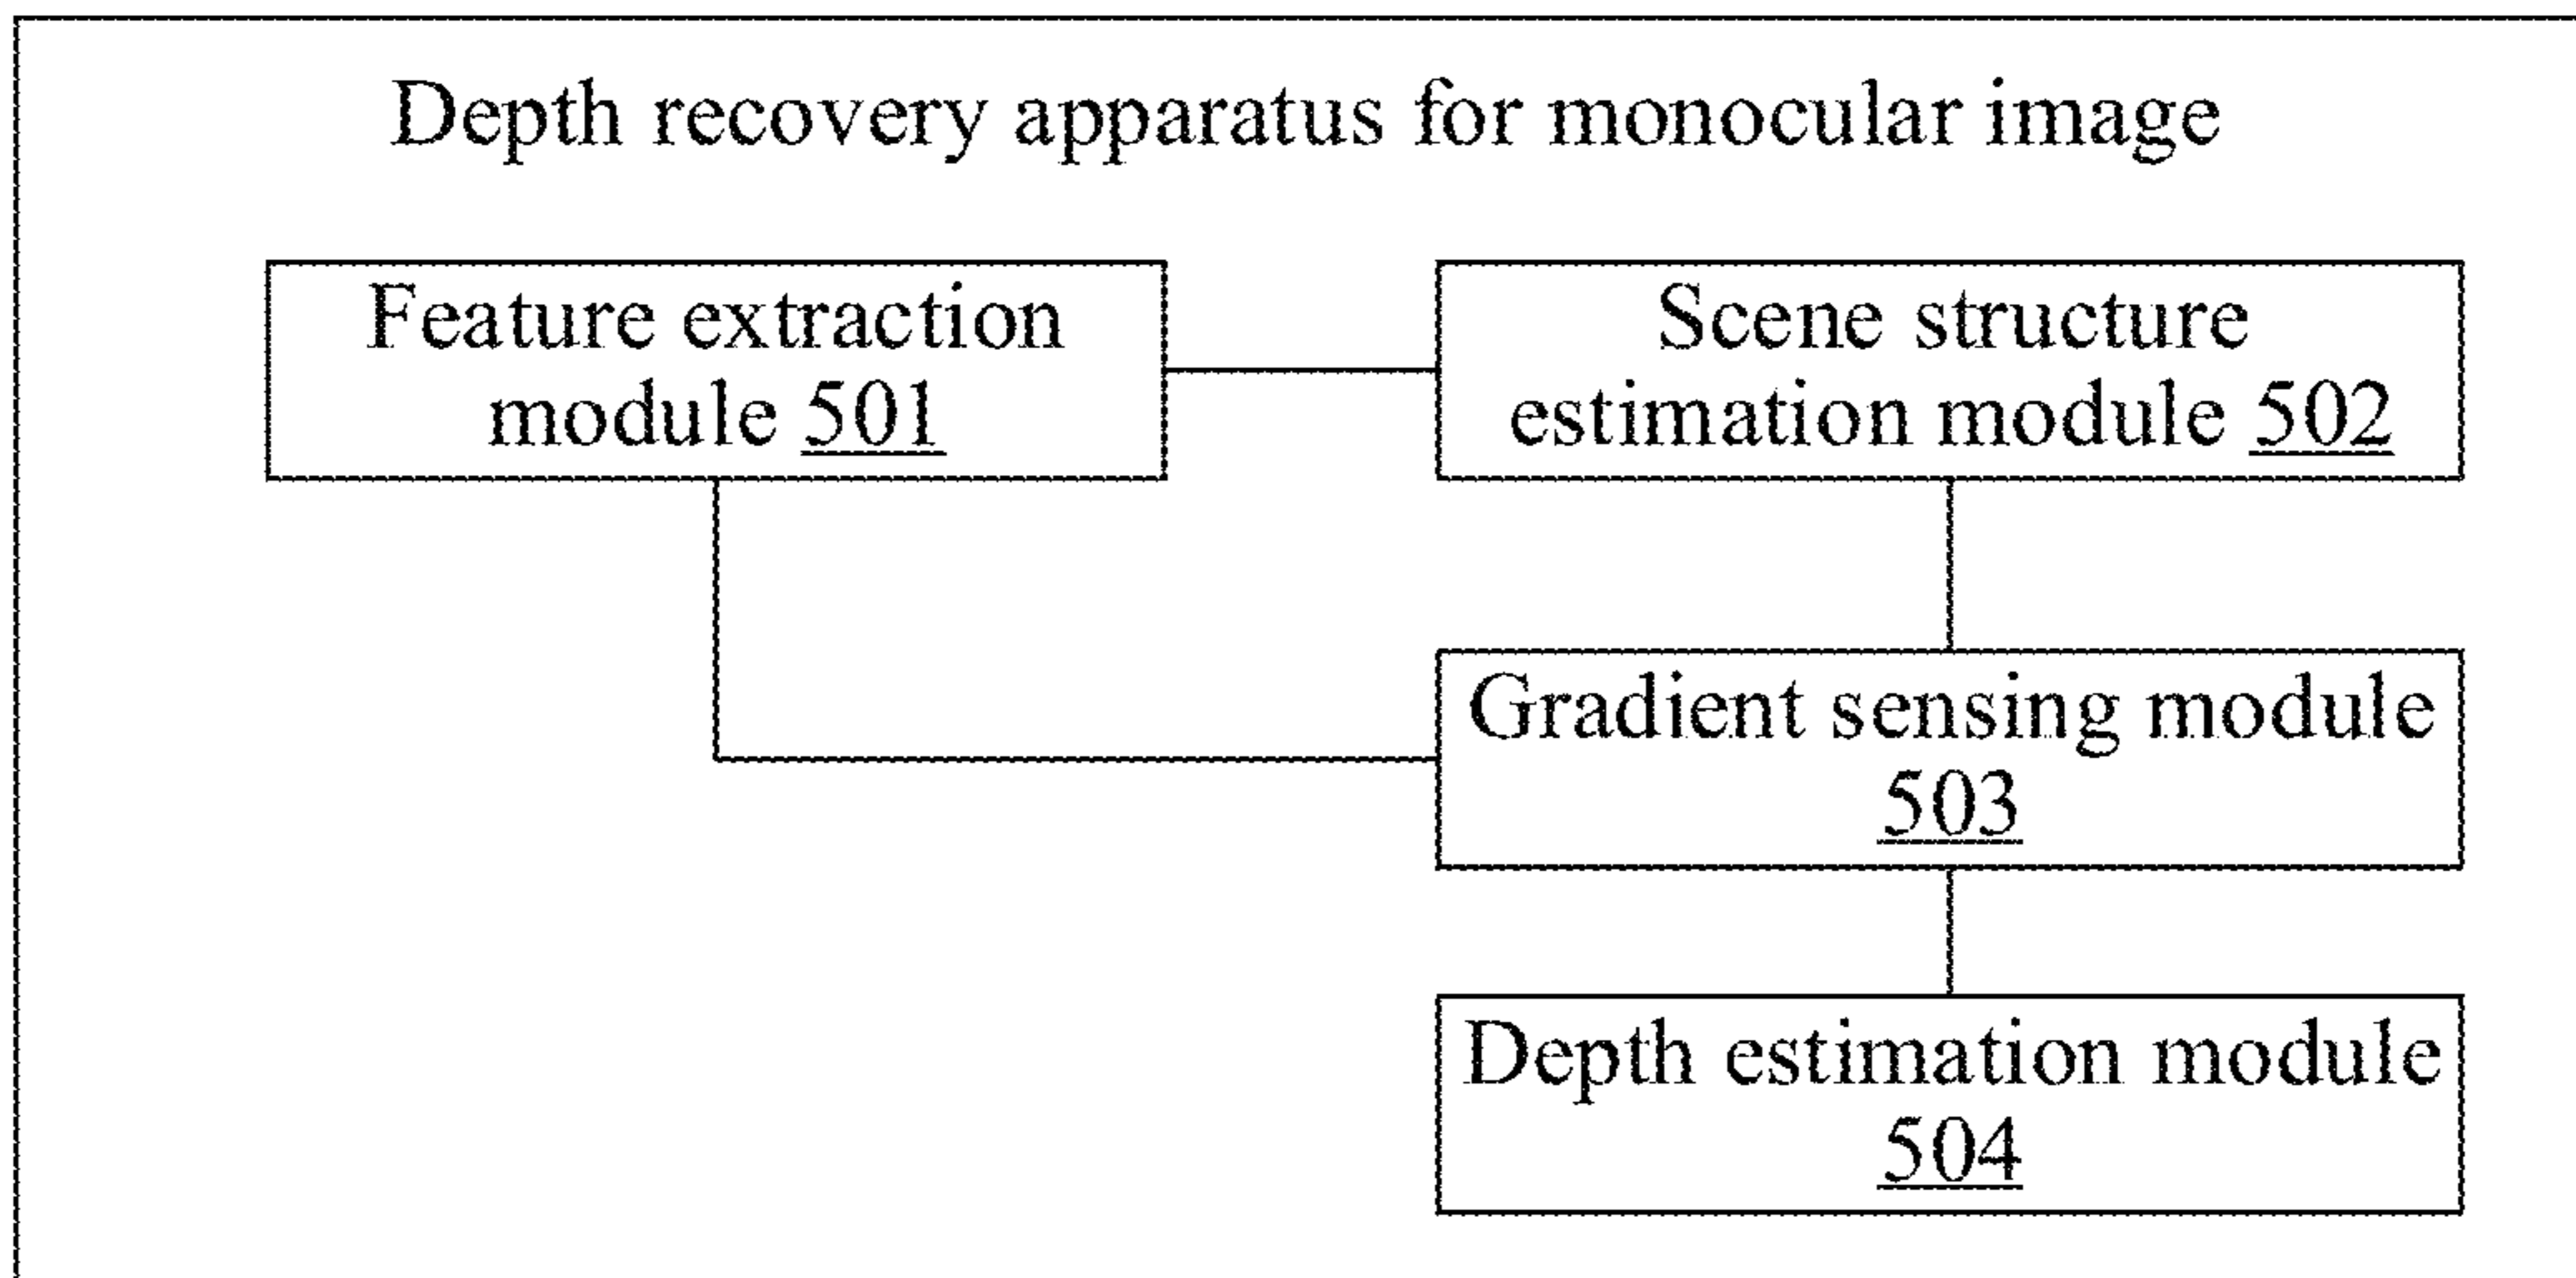 Depth recovery apparatus for monocular image
Feature extraction
module 501
Scene structure
estimation module 502
Gradient sensing module
503
Depth estimation module
504